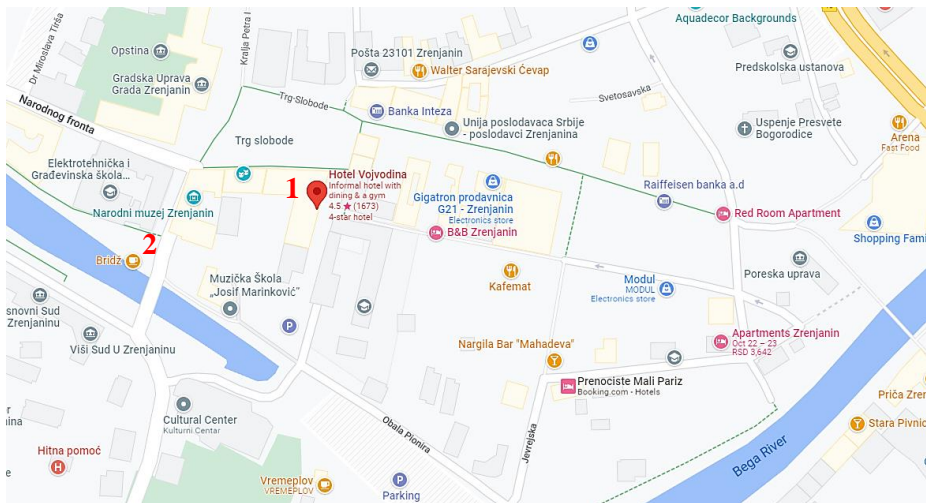 Aquadecor Backgrounds
Dr Miroslava Tirša
Kralja Petra I
Opstina
Pošta 23101 Zrenjanin
Predskolska ustanova
Walter Sarajevski Ćevap
Gradska Uprava
Grada Zrenjanin
Narodnog fronta
Trg Slobode
Svetosavska
Banka Inteza
Unija poslodavaca Srbije
- poslodavci Zrenjanina
Uspenje Presvete
Bogorodice
Arena
Fast Food
Trg slobode
Elektrotehnička i
Građevinska škola...
1
Hotel Vojvodina
Informal hotel with
dining & a gym
4.5 ★ (1673)
4-star hotel
Gigatron prodavnica
G21 - Zrenjanin
Electronics store
Raiffeisen banka a.d
Red Room Apartment
Narodni muzej Zrenjanin
B&B Zrenjanin
Shopping Fami
2
Bridž
Muzička Škola
„Josif Marinković"
Kafemat
Modul
MODUL
Electronics store
Poreska uprava
snovni Sud
Zrenjaninu
Viši Sud U Zrenjaninu
P
Nargila Bar "Mahadeva"
Apartments Zrenjanin
Oct 22 – 23
RSD 3,642
Prenociste Mali Pariz
Booking.com - Hotels
Priča Zren
Cultural Center
Kulturni Centar
Obala Pionira
Jevrejska
Stara Pivnic
Bega River
ina
Hitna pomoć
H
Vremeplov
VREMEPLOV
P
Parking